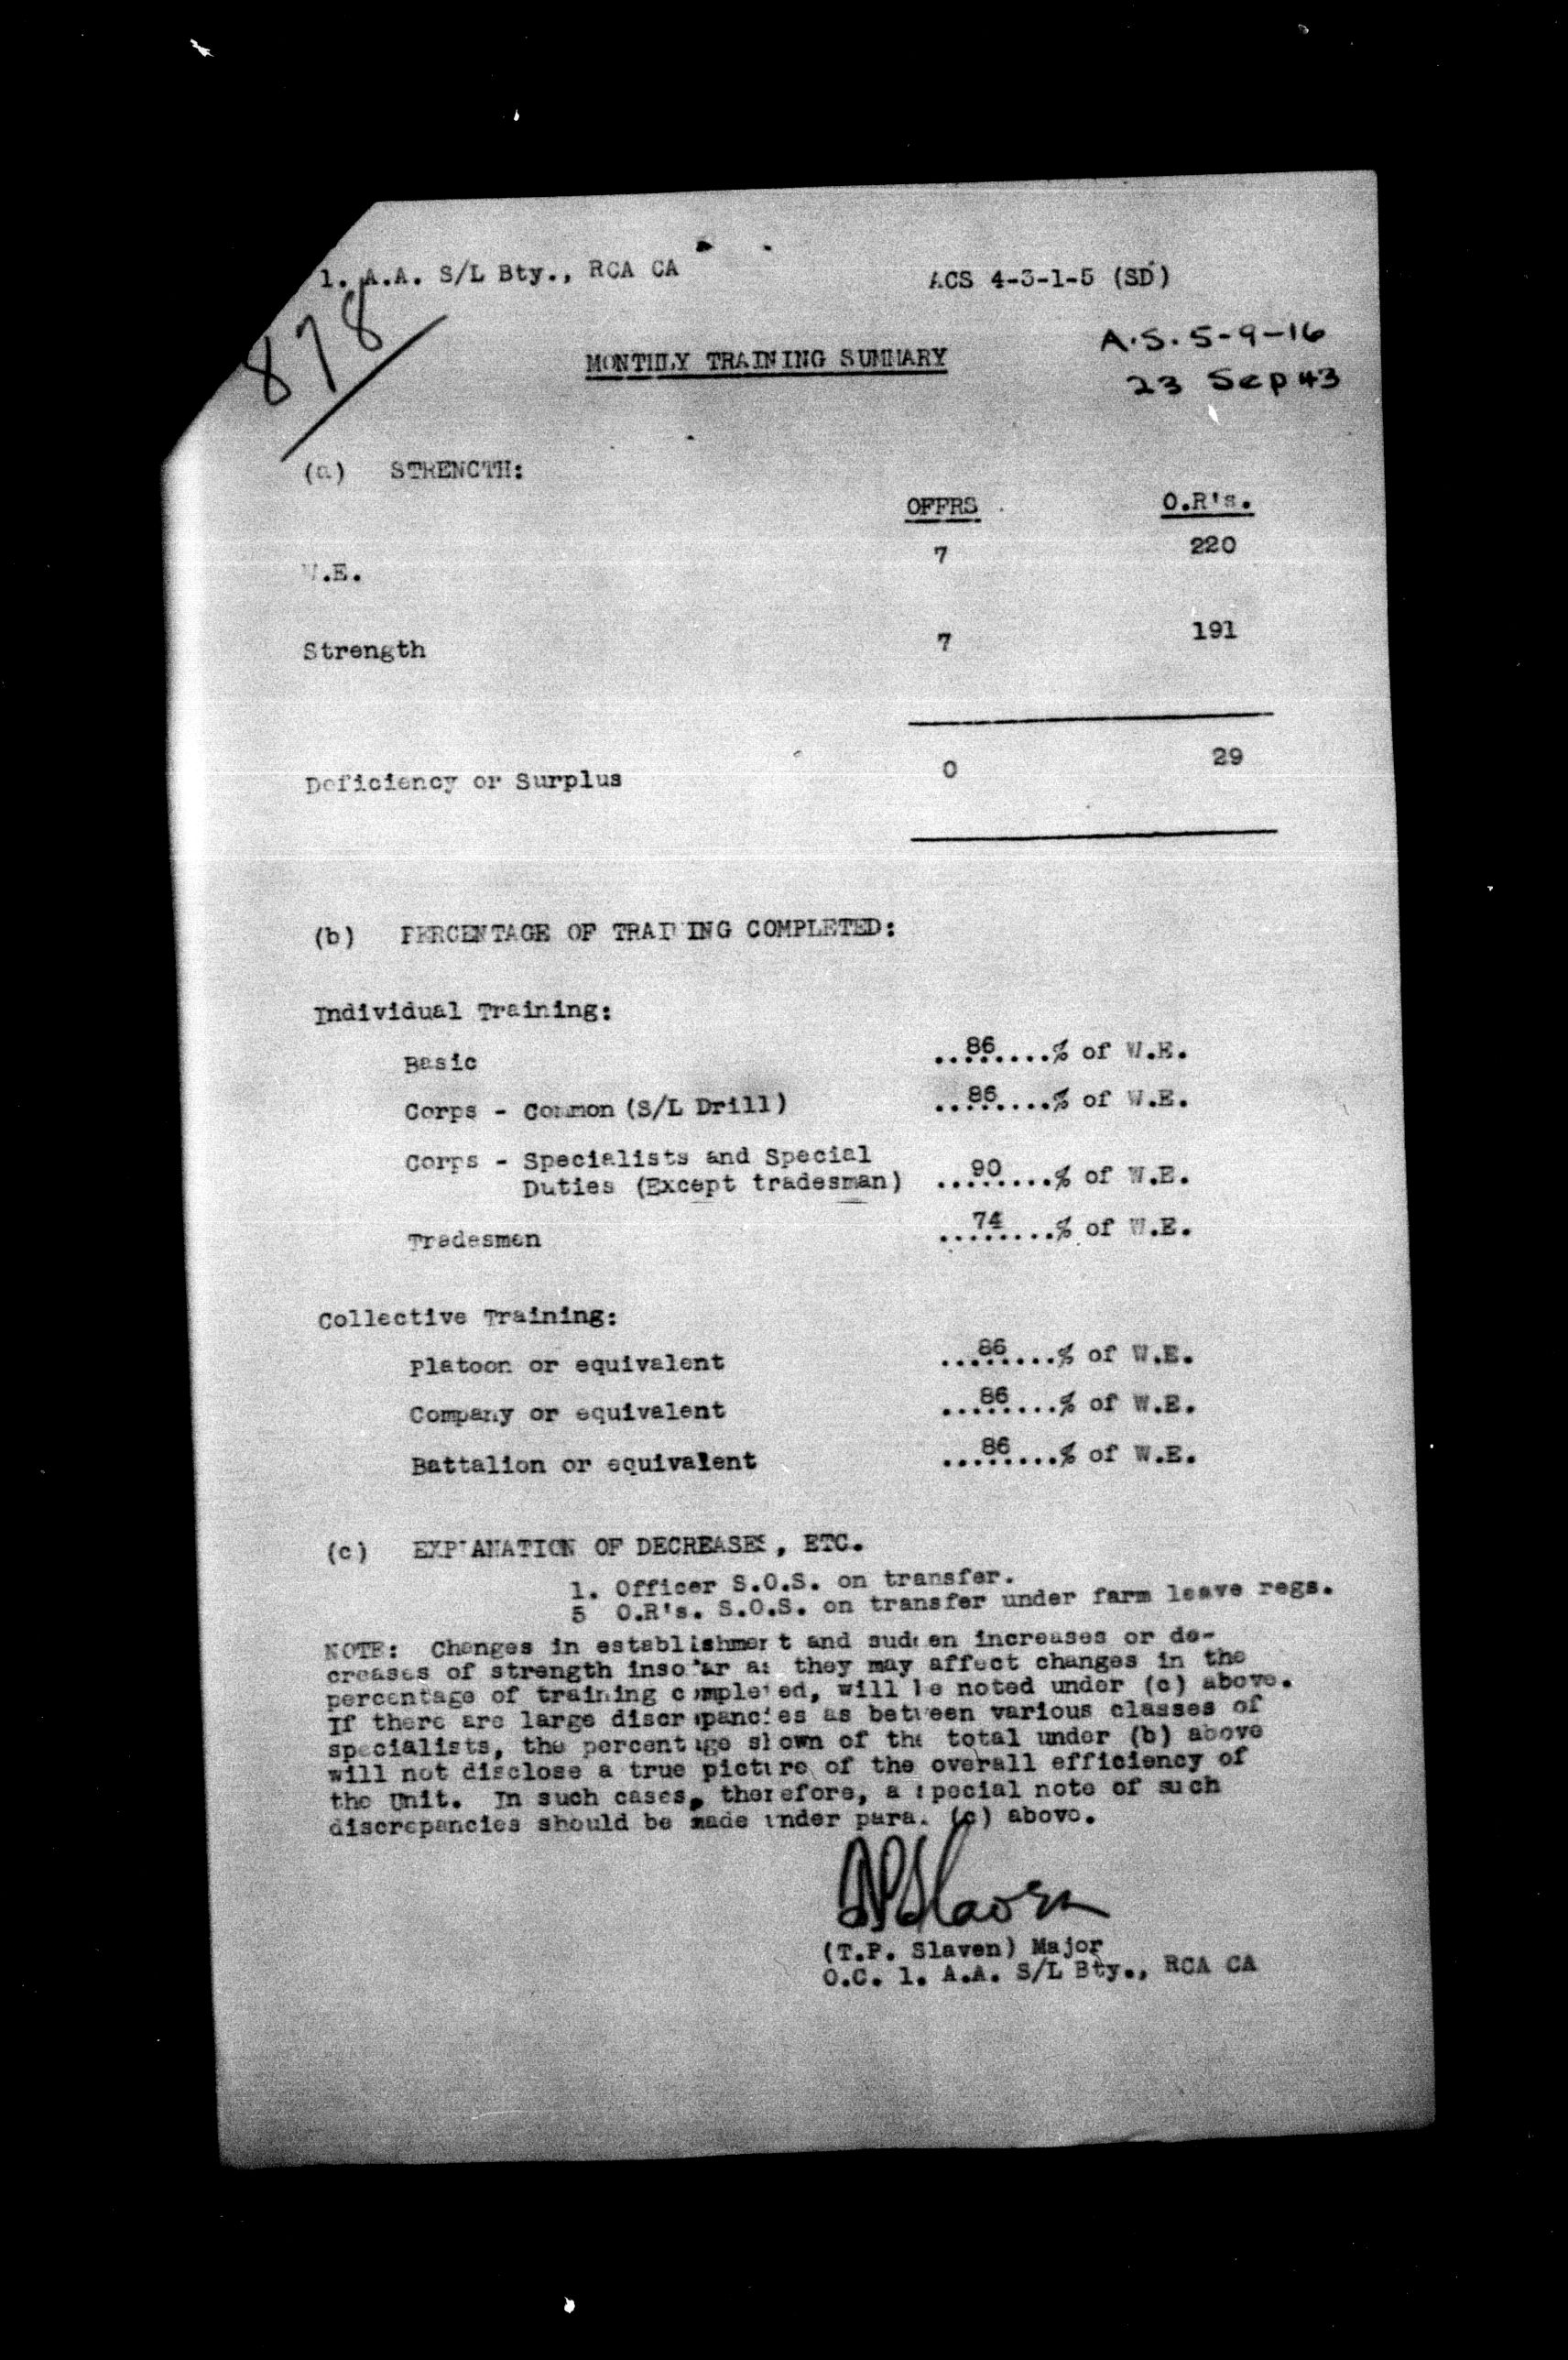 1. A.A. S/L Bty., RCA CA
ACS 4-3-1-5 (SD)
878
A.S. 5-9-16
MONTHLY TRAINING SUMMARY
23 Sep 43
(a) STRENGTH:
OFFRS O.R's.
W.E. 7 220
Strength 7 191
Deficiency or Surplus 0 29
(b) PERCENTAGE OF TRAINING COMPLETED:
Individual Training:
Basic ..86.....% of W.E.
Corps - Common (S/L Drill) ..86.....% of W.E.
Corps - Specialists and Special
Duties (Except tradesman) ..90.....% of W.E.
Tradesmen ..74.....% of W.E.
Collective Training:
Platoon or equivalent ..86.....% of W.E.
Company or equivalent ..86.....% of W.E.
Battalion or equivalent ..86.....% of W.E.
(c) EXPLANATION OF DECREASES, ETC.
1. Officer S.O.S. on transfer.
5 O.R's. S.O.S. on transfer under farm leave regs.
NOTE: Changes in establishment and sudden increases or de-
creases of strength insofar as they may affect changes in the
percentage of training completed, will be noted under (c) above.
If there are large discrepancies as between various classes of
specialists, the percentage shown of the total under (b) above
will not disclose a true picture of the overall efficiency of
the Unit. In such cases, therefore, a special note of such
discrepancies should be made under para. (c) above.
TPSlaven
(T.P. Slaven) Major
O.C. 1. A.A. S/L Bty., RCA CA